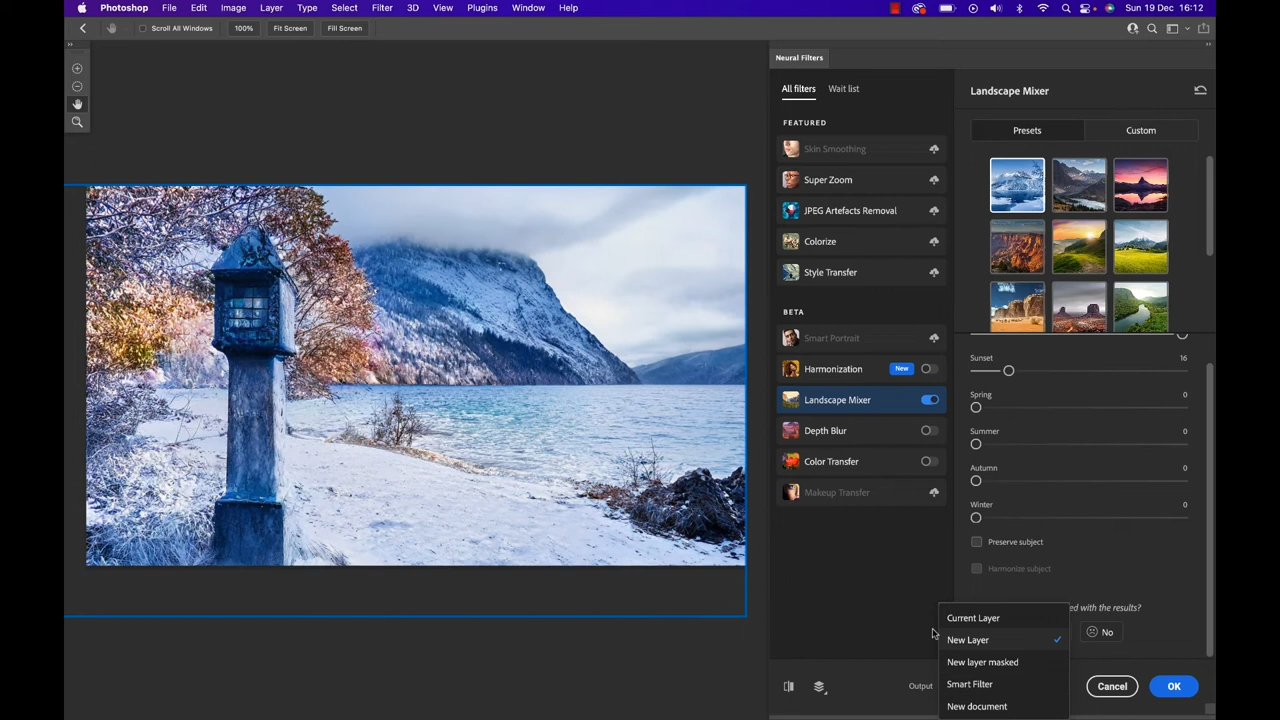 Photoshop File Edit Image Layer Type Select Filter 3D View Plugins Window Help Sun 19 Dec 16:12
Scroll All Windows 100% Fit Screen Fill Screen
Neural Filters
All filters Wait list
FEATURED
Skin Smoothing
Super Zoom
JPEG Artefacts Removal
Colorize
Style Transfer
BETA
Smart Portrait
Harmonization New
Landscape Mixer
Depth Blur
Color Transfer
Makeup Transfer
Landscape Mixer
Presets Custom
Sunset 16
Spring 0
Summer 0
Autumn 0
Winter 0
Preserve subject
Harmonize subject
ed with the results?
No
Current Layer
New Layer
New layer masked
Smart Filter
New document
Output
Cancel OK